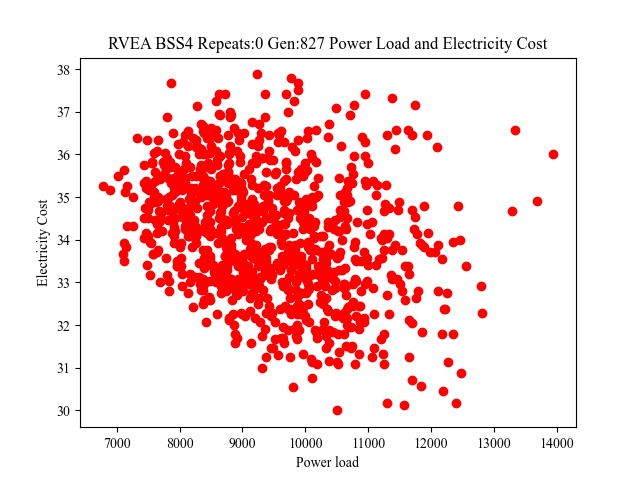 RVEA BSS4 Repeats:0 Gen:827 Power Load and Electricity Cost
38
37
36
35
34
33
32
31
30
Electricity Cost
7000 8000 9000 10000 11000 12000 13000 14000
Power load